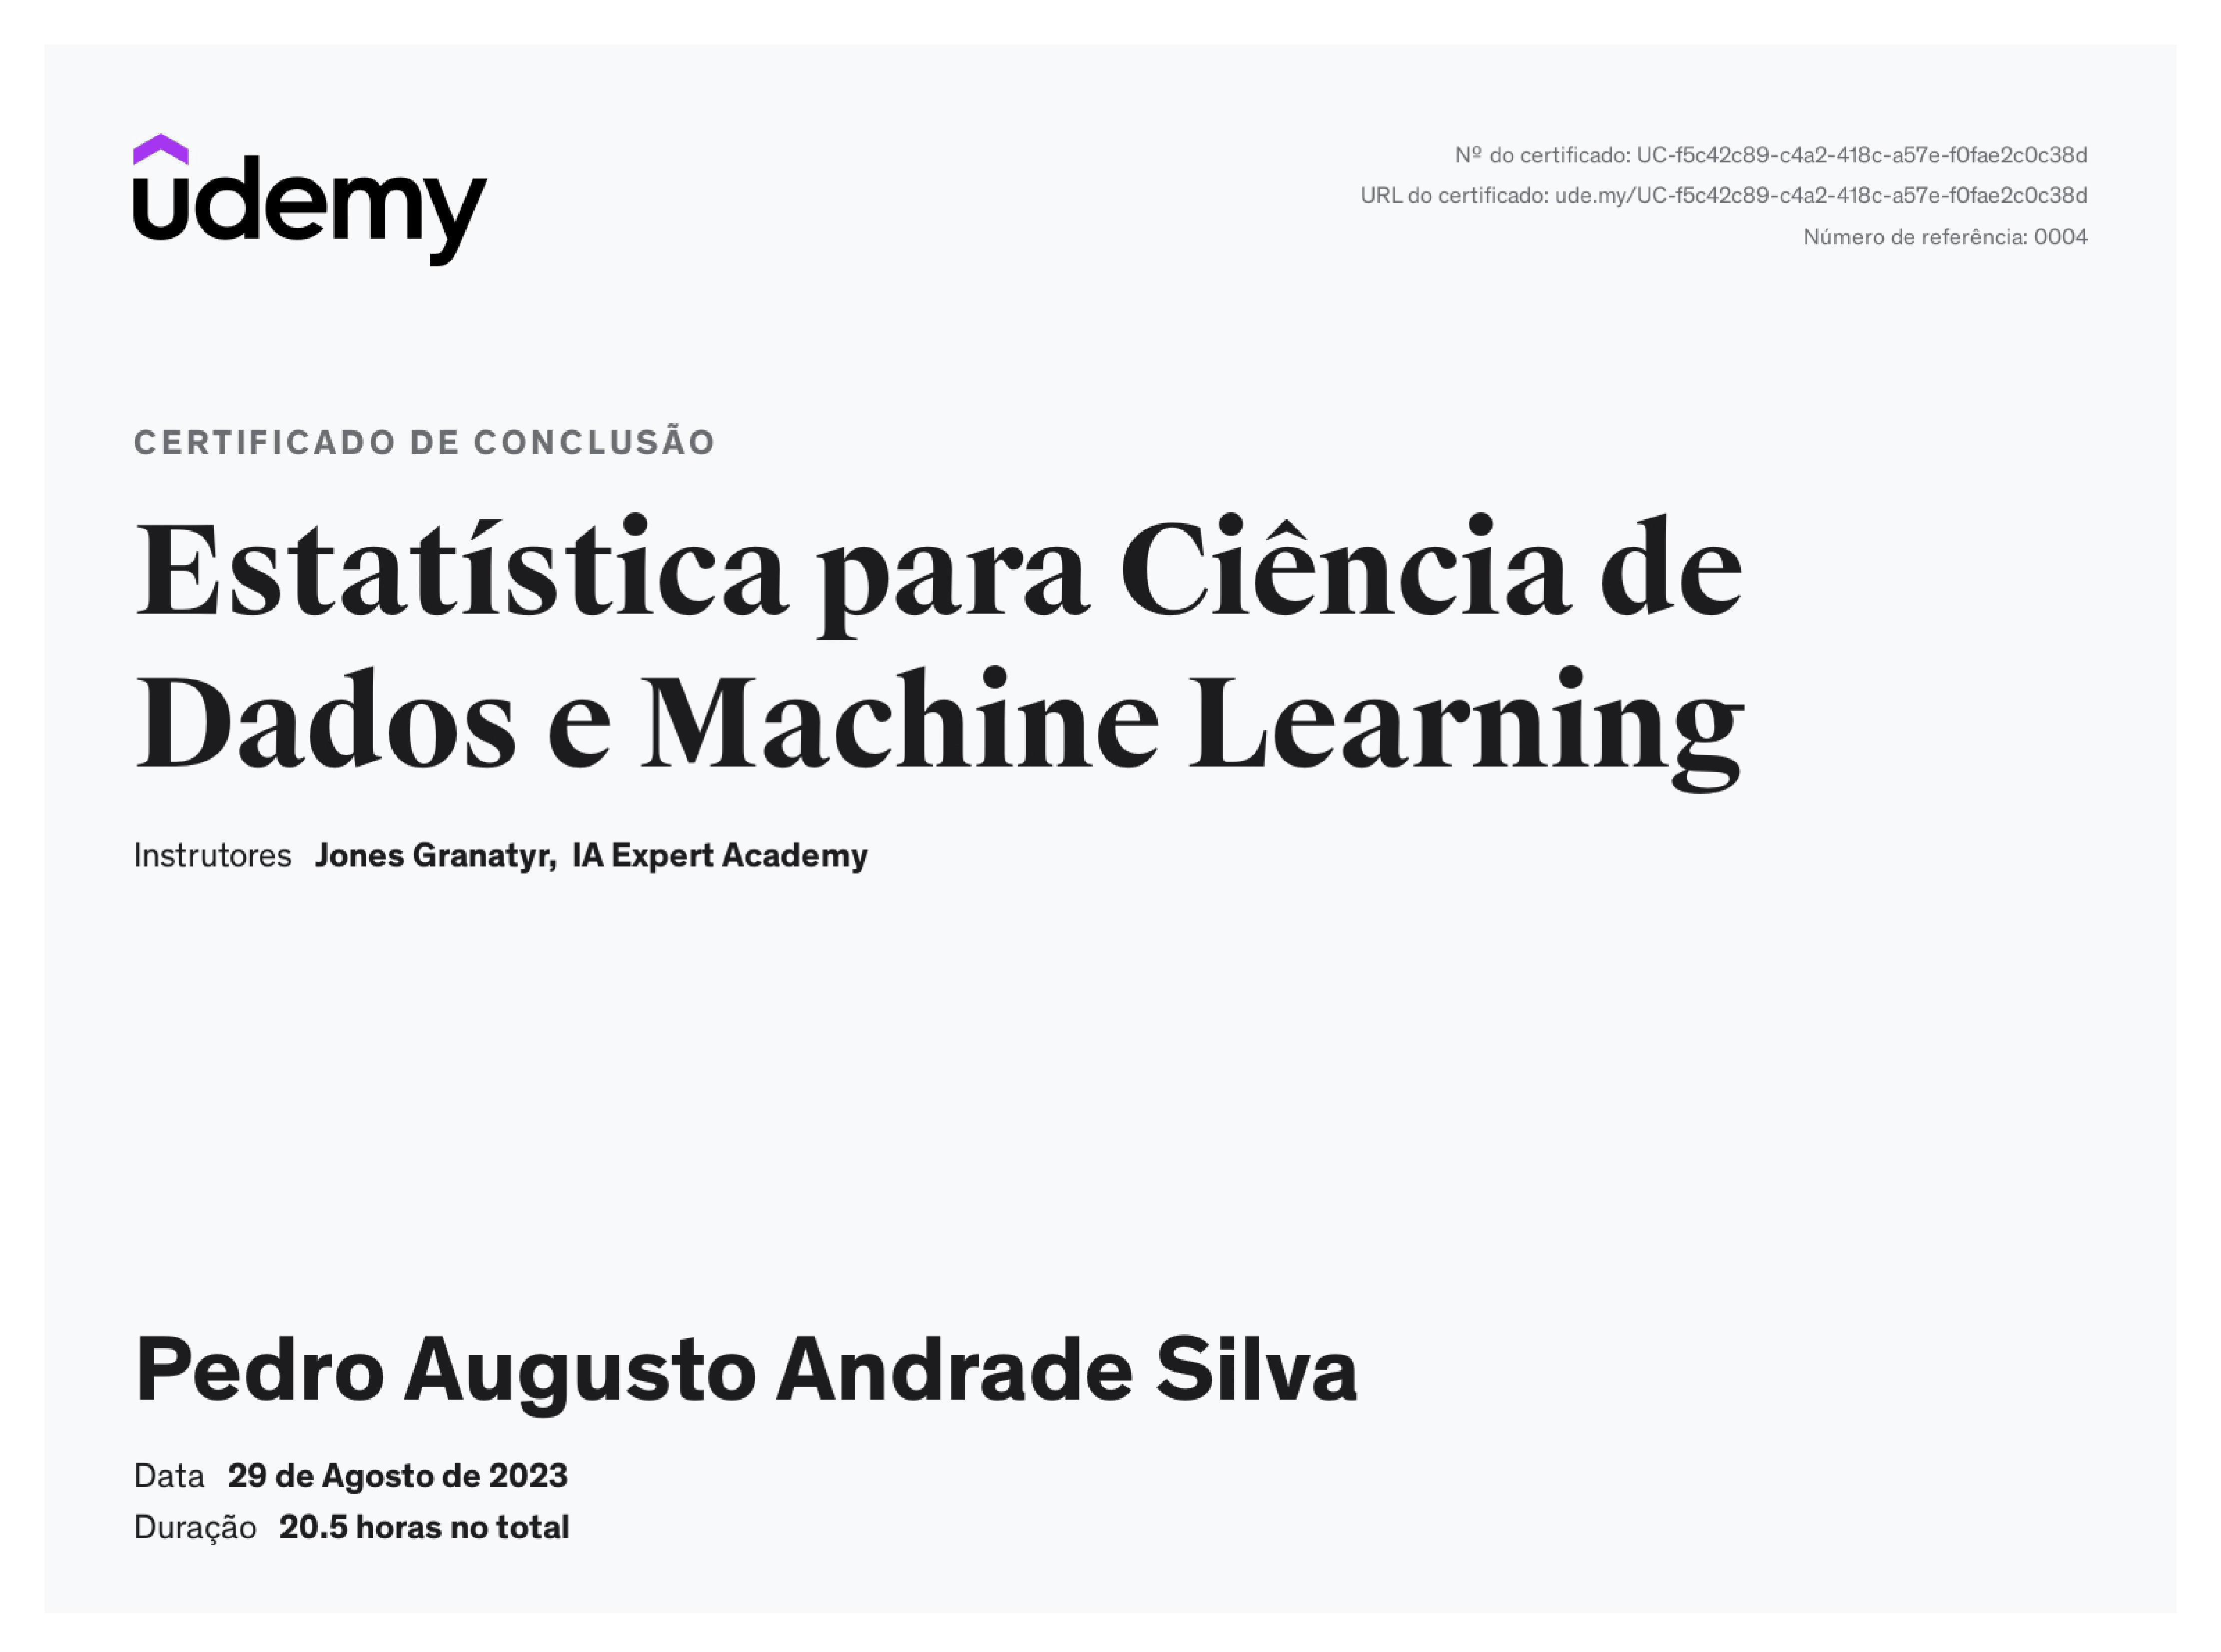 udemy
Nº do certificado: UC-f5c42c89-c4a2-418c-a57e-f0fae2c0c38d
URL do certificado: ude.my/UC-f5c42c89-c4a2-418c-a57e-f0fae2c0c38d
Número de referência: 0004
CERTIFICADO DE CONCLUSÃO
Estatística para Ciência de
Dados e Machine Learning
Instrutores Jones Granatyr, IA Expert Academy
Pedro Augusto Andrade Silva
Data 29 de Agosto de 2023
Duração 20.5 horas no total